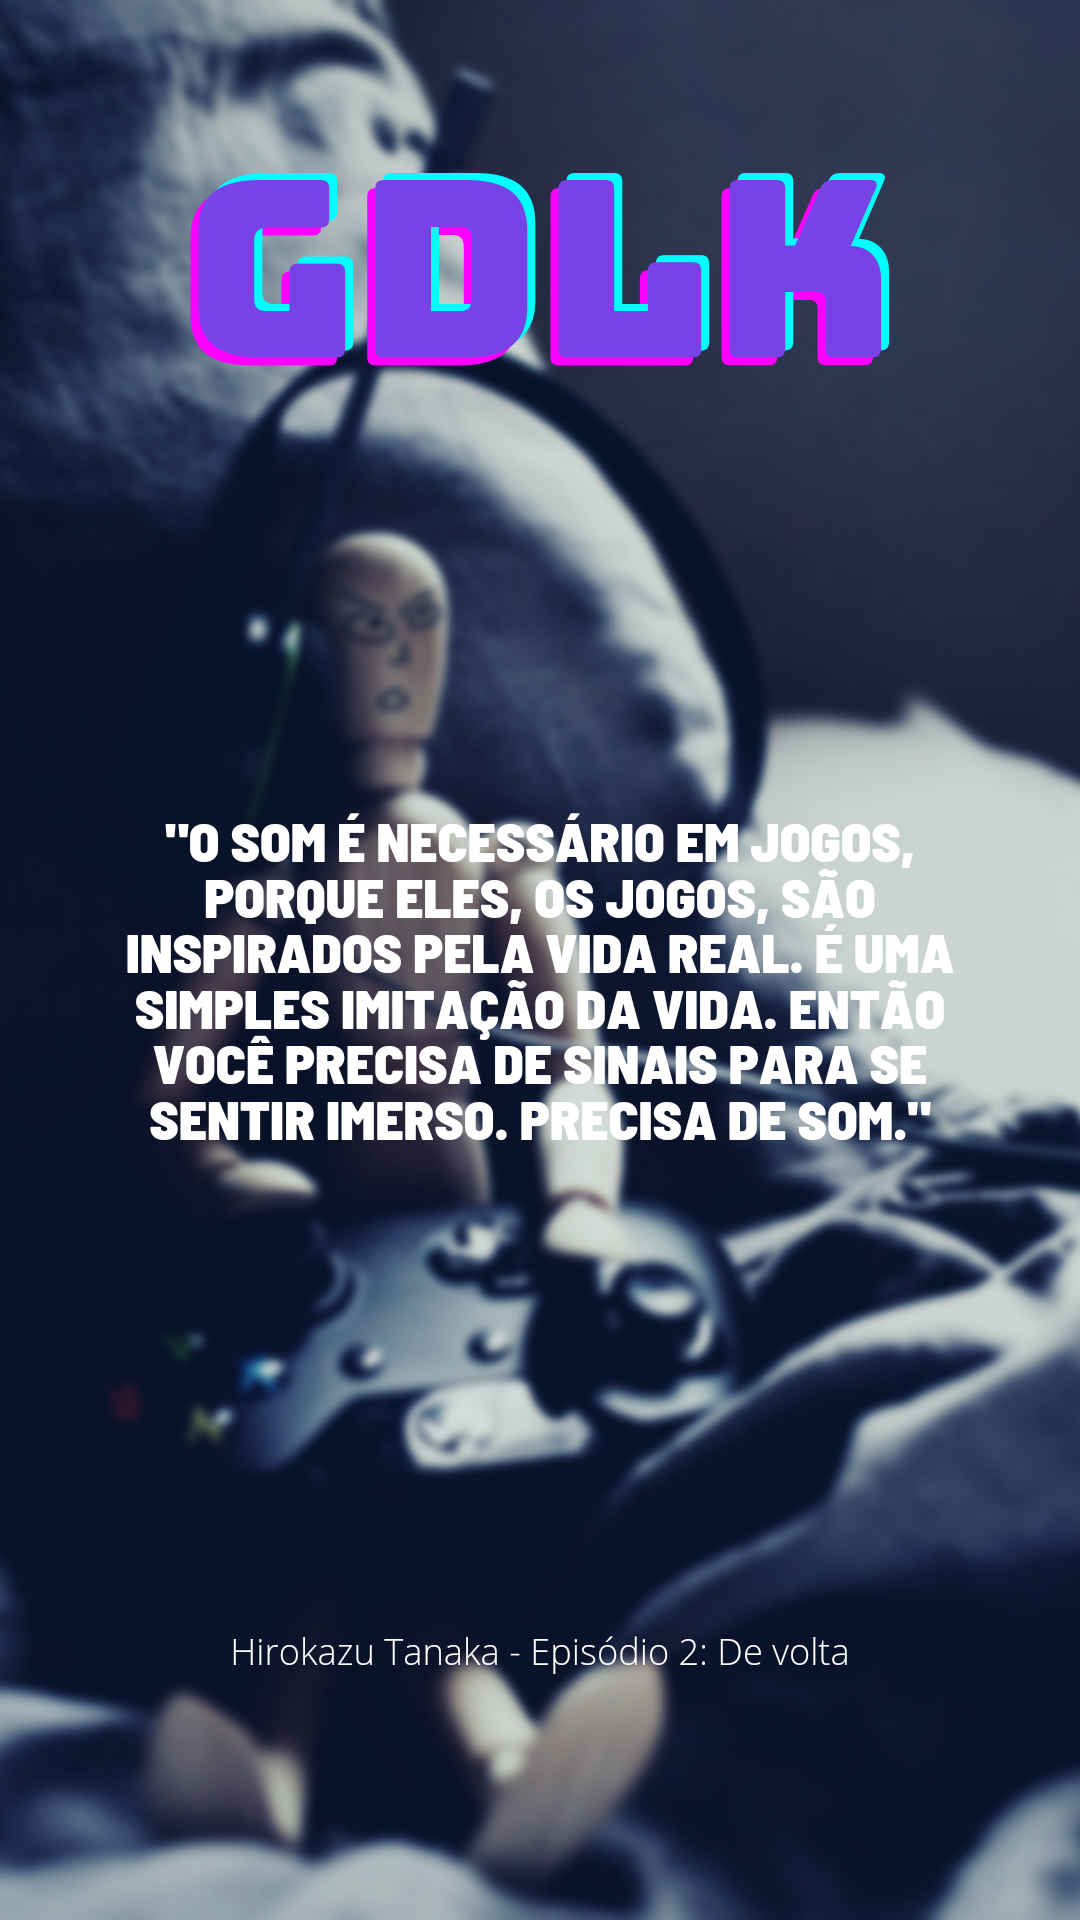 GDLK
"O SOM É NECESSÁRIO EM JOGOS,
PORQUE ELES, OS JOGOS, SÃO
INSPIRADOS PELA VIDA REAL. É UMA
SIMPLES IMITAÇÃO DA VIDA. ENTÃO
VOCÊ PRECISA DE SINAIS PARA SE
SENTIR IMERSO. PRECISA DE SOM."
Hirokazu Tanaka - Episódio 2: De volta